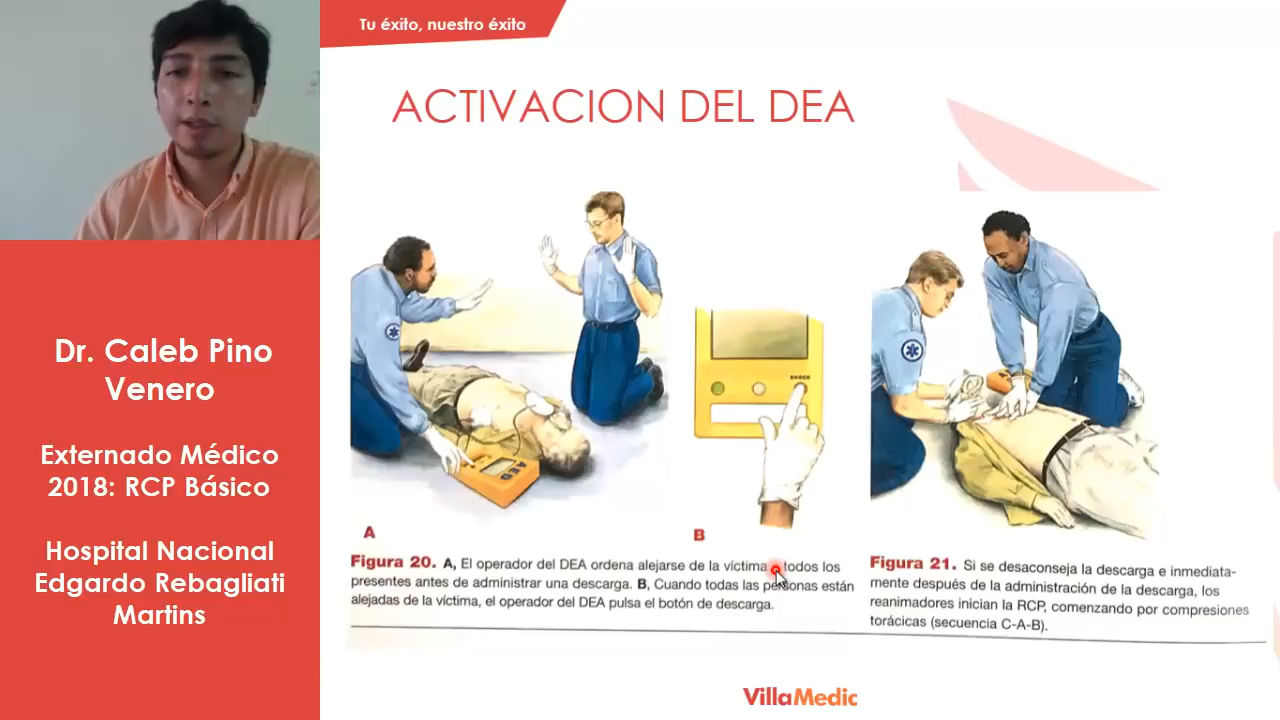 Tu éxito, nuestro éxito
ACTIVACION DEL DEA
Dr. Caleb Pino
Venero
Externado Médico
2018: RCP Básico
Hospital Nacional
Edgardo Rebagliati
Martins
SHOCK
AED
A
B
Figura 20. A, El operador del DEA ordena alejarse de la víctima todos los
presentes antes de administrar una descarga. B, Cuando todas las personas están
alejadas de la víctima, el operador del DEA pulsa el botón de descarga.
Figura 21. Si se desaconseja la descarga e inmediata-
mente después de la administración de la descarga, los
reanimadores inician la RCP, comenzando por compresiones
torácicas (secuencia C-A-B).
VillaMedic